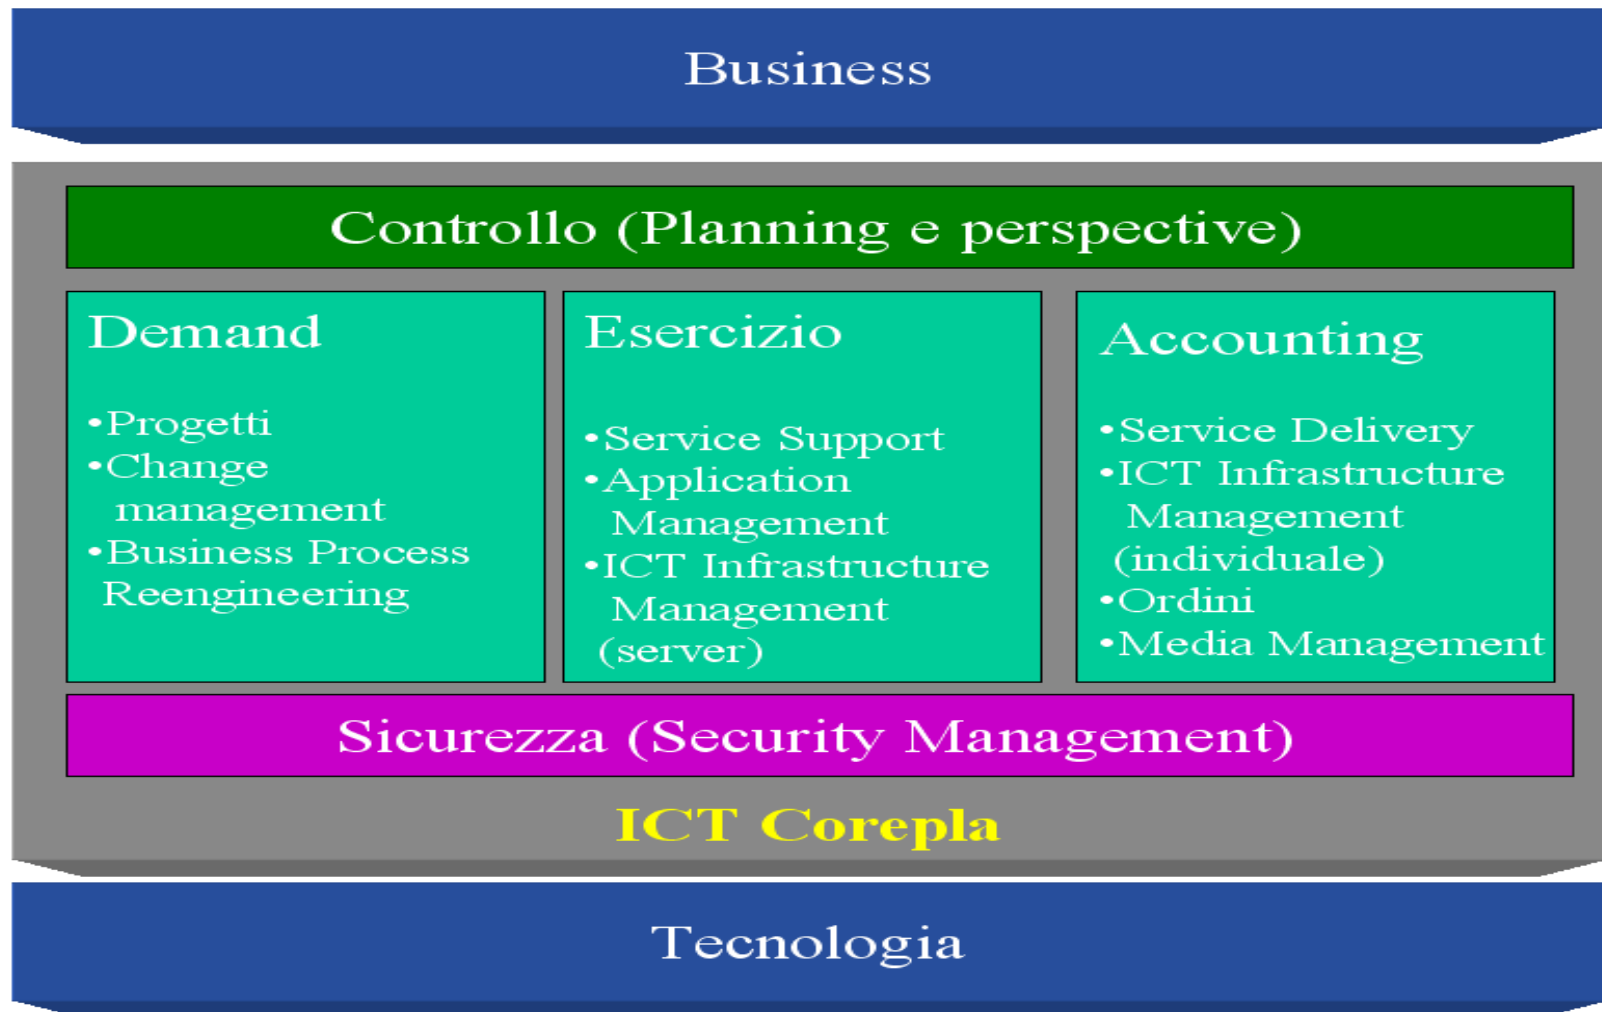 Business
Controllo (Planning e perspective)
Demand
•Progetti
•Change
management
•Business Process
Reengineering
Esercizio
•Service Support
•Application
Management
•ICT Infrastructure
Management
(server)
Accounting
•Service Delivery
•ICT Infrastructure
Management
(individuale)
•Ordini
•Media Management
Sicurezza (Security Management)
ICT Corepla
Tecnologia